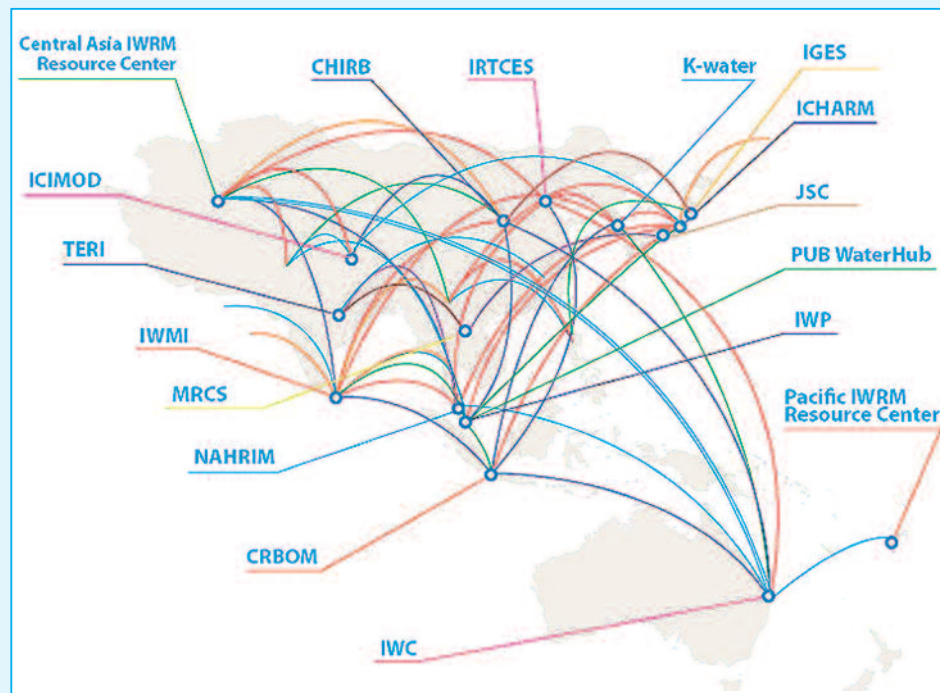 Central Asia IWRM
Resource Center
CHIRB
IRTCES
K-water
IGES
ICHARM
ICIMOD
JSC
TERI
PUB WaterHub
IWP
IWMI
MRCS
Pacific IWRM
Resource Center
NAHRIM
CRBOM
IWC